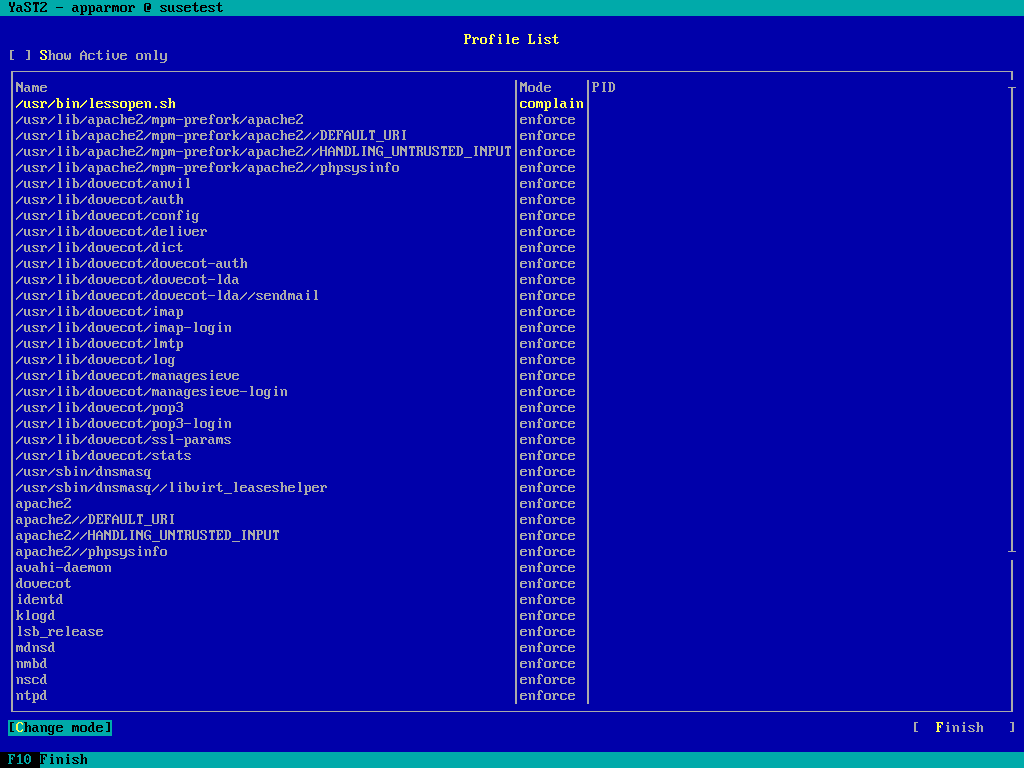 YaST2 - apparmor @ susetest
Profile List
[ ] Show Active only
Name Mode PID
/usr/bin/lessopen.sh complain
/usr/lib/apache2/mpm-prefork/apache2 enforce
/usr/lib/apache2/mpm-prefork/apache2//DEFAULT_URI enforce
/usr/lib/apache2/mpm-prefork/apache2//HANDLING_UNTRUSTED_INPUT enforce
/usr/lib/apache2/mpm-prefork/apache2//phpsysinfo enforce
/usr/lib/dovecot/anvil enforce
/usr/lib/dovecot/auth enforce
/usr/lib/dovecot/config enforce
/usr/lib/dovecot/deliver enforce
/usr/lib/dovecot/dict enforce
/usr/lib/dovecot/dovecot-auth enforce
/usr/lib/dovecot/dovecot-lda enforce
/usr/lib/dovecot/dovecot-lda//sendmail enforce
/usr/lib/dovecot/imap enforce
/usr/lib/dovecot/imap-login enforce
/usr/lib/dovecot/lmtp enforce
/usr/lib/dovecot/log enforce
/usr/lib/dovecot/managesieve enforce
/usr/lib/dovecot/managesieve-login enforce
/usr/lib/dovecot/pop3 enforce
/usr/lib/dovecot/pop3-login enforce
/usr/lib/dovecot/ssl-params enforce
/usr/lib/dovecot/stats enforce
/usr/sbin/dnsmasq enforce
/usr/sbin/dnsmasq//libvirt_leaseshelper enforce
apache2 enforce
apache2//DEFAULT_URI enforce
apache2//HANDLING_UNTRUSTED_INPUT enforce
apache2//phpsysinfo enforce
avahi-daemon enforce
dovecot enforce
identd enforce
klogd enforce
lsb_release enforce
mdnsd enforce
nmbd enforce
nscd enforce
ntpd enforce
[Change mode] [ Finish ]
F10 Finish